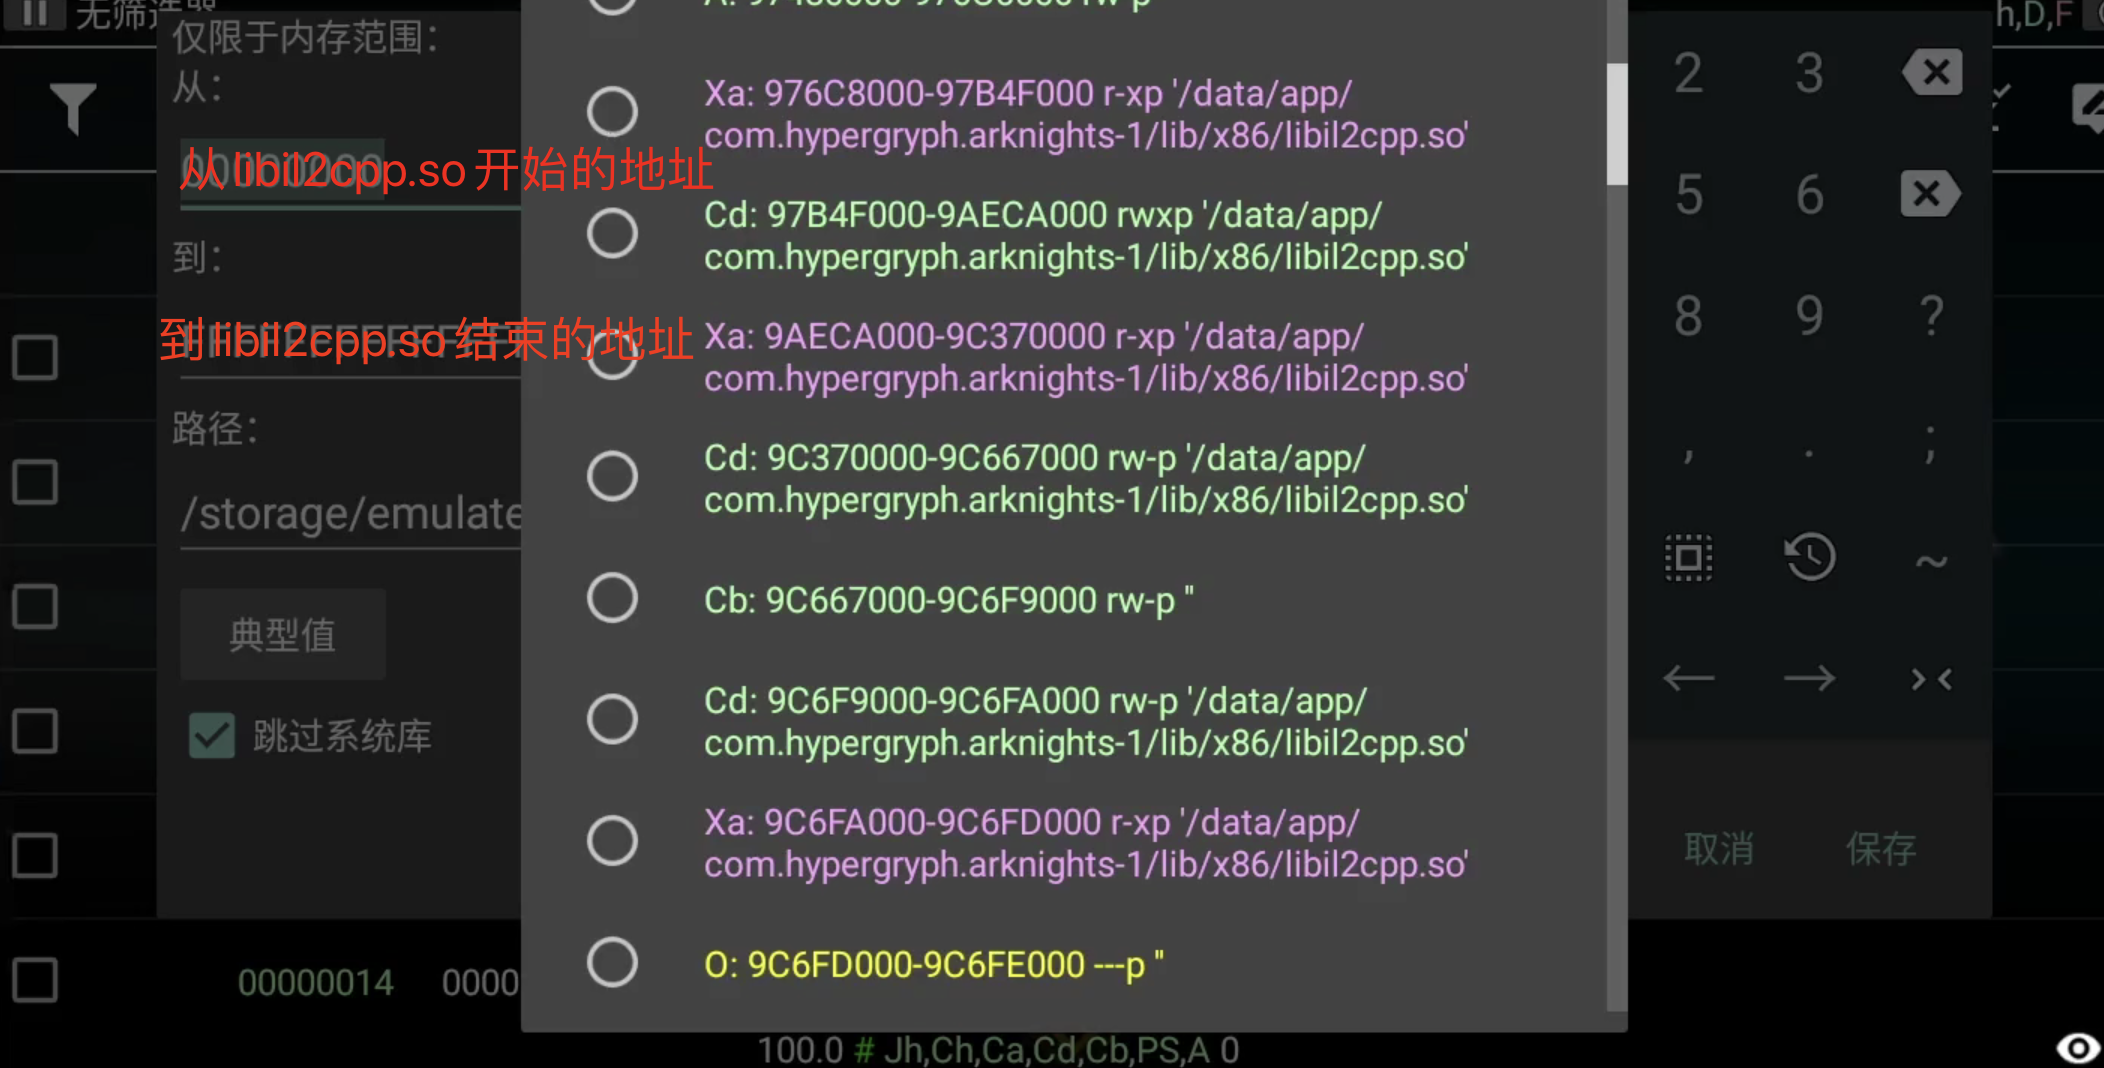 仅限于内存范围：
从：
从libil2cpp.so开始的地址
到：
到libil2cpp.so结束的地址
路径：
/storage/emulate
典型值
跳过系统库
00000014 0000
Xa: 976C8000-97B4F000 r-xp '/data/app/
com.hypergryph.arknights-1/lib/x86/libil2cpp.so'
Cd: 97B4F000-9AECA000 rwxp '/data/app/
com.hypergryph.arknights-1/lib/x86/libil2cpp.so'
Xa: 9AECA000-9C370000 r-xp '/data/app/
com.hypergryph.arknights-1/lib/x86/libil2cpp.so'
Cd: 9C370000-9C667000 rw-p '/data/app/
com.hypergryph.arknights-1/lib/x86/libil2cpp.so'
Cb: 9C667000-9C6F9000 rw-p ''
Cd: 9C6F9000-9C6FA000 rw-p '/data/app/
com.hypergryph.arknights-1/lib/x86/libil2cpp.so'
Xa: 9C6FA000-9C6FD000 r-xp '/data/app/
com.hypergryph.arknights-1/lib/x86/libil2cpp.so'
O: 9C6FD000-9C6FE000 ---p ''
100.0 # Jh,Ch,Ca,Cd,Cb,PS,A 0
h,D,F
2 3
5 6
8 9 ?
, . ;
~
取消 保存